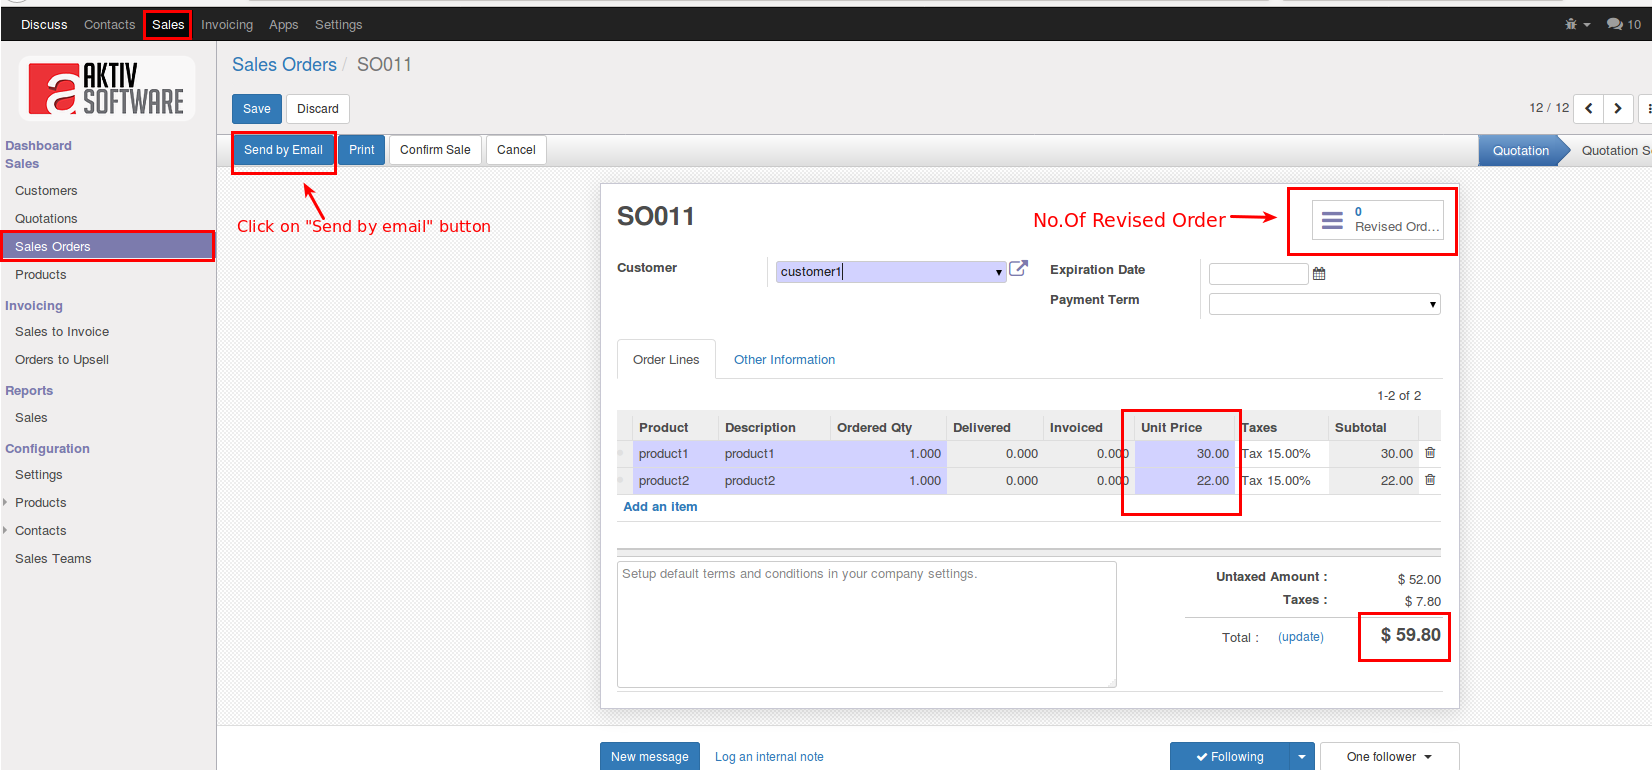 Discuss Contacts Sales Invoicing Apps Settings 10
AKTIV
SOFTWARE
Sales Orders / SO011
Save Discard 12 / 12
Send by Email Print Confirm Sale Cancel Quotation Quotation S
Click on "Send by email" button
Dashboard
Sales
Customers
Quotations
Sales Orders
Products
Invoicing
Sales to Invoice
Orders to Upsell
Reports
Sales
Configuration
Settings
Products
Contacts
Sales Teams
SO011
No.Of Revised Order
0
Revised Ord...
Customer customer1
Expiration Date
Payment Term
Order Lines Other Information
1-2 of 2
Product Description Ordered Qty Delivered Invoiced Unit Price Taxes Subtotal
product1 product1 1.000 0.000 0.000 30.00 Tax 15.00% 30.00
product2 product2 1.000 0.000 0.000 22.00 Tax 15.00% 22.00
Add an item
Setup default terms and conditions in your company settings.
Untaxed Amount : $ 52.00
Taxes : $ 7.80
Total : (update) $ 59.80
New message Log an internal note Following One follower